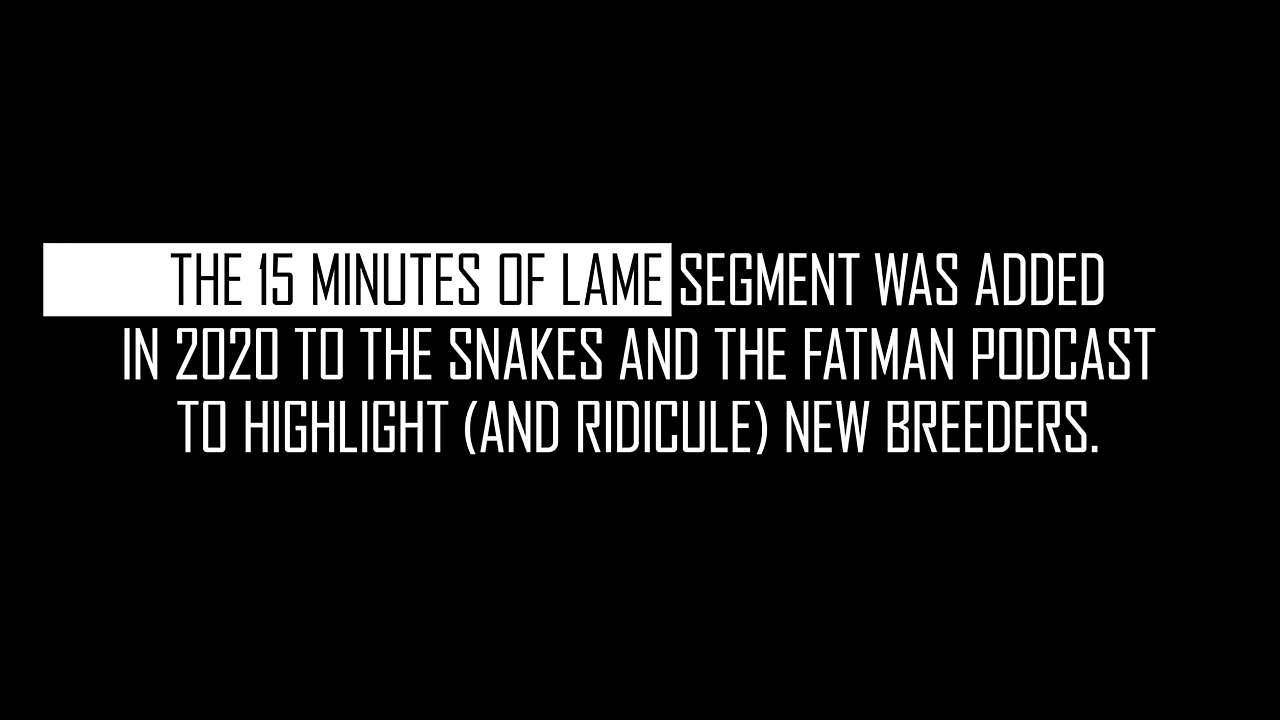 THE 15 MINUTES OF LAME SEGMENT WAS ADDED
IN 2020 TO THE SNAKES AND THE FATMAN PODCAST
TO HIGHLIGHT (AND RIDICULE) NEW BREEDERS.